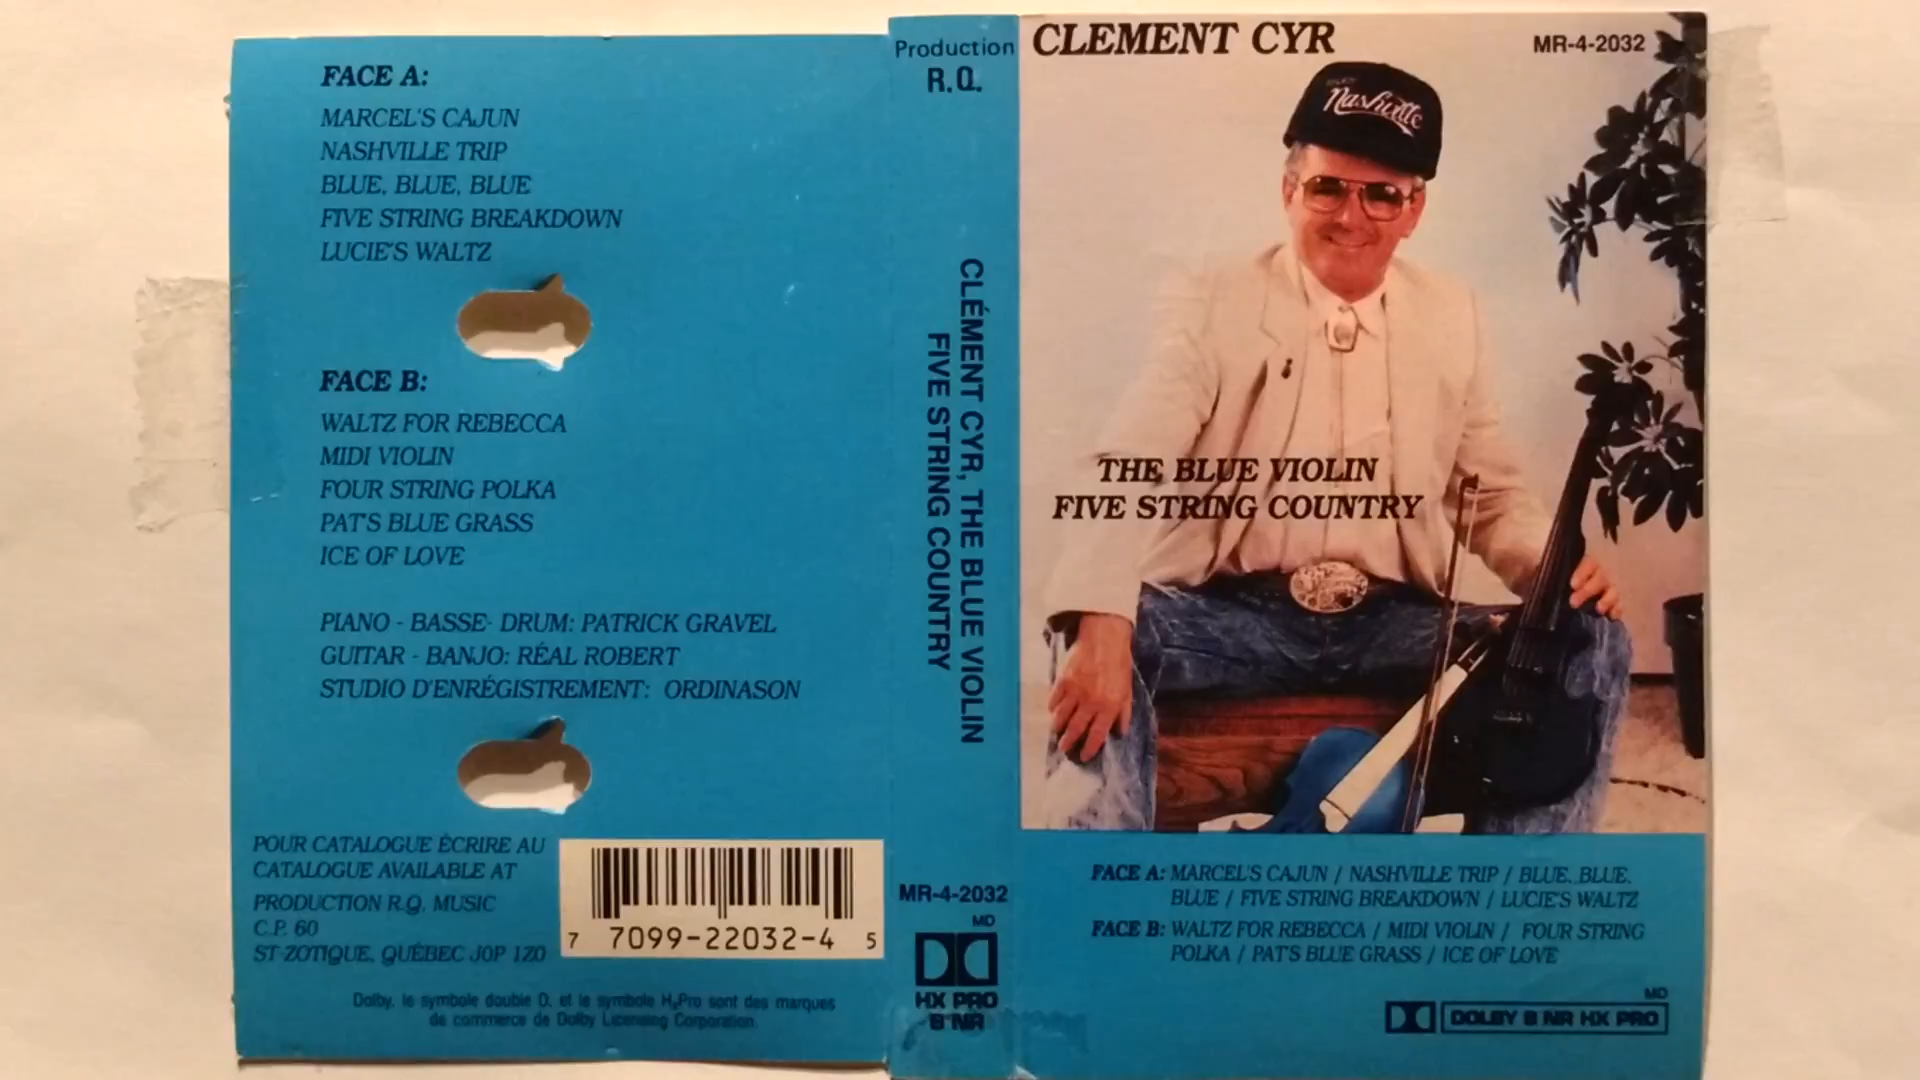 FACE A:
MARCEL'S CAJUN
NASHVILLE TRIP
BLUE, BLUE, BLUE
FIVE STRING BREAKDOWN
LUCIE'S WALTZ
FACE B:
WALTZ FOR REBECCA
MIDI VIOLIN
FOUR STRING POLKA
PAT'S BLUE GRASS
ICE OF LOVE
PIANO - BASSE- DRUM: PATRICK GRAVEL
GUITAR - BANJO: RÉAL ROBERT
STUDIO D'ENRÉGISTREMENT: ORDINASON
POUR CATALOGUE ÉCRIRE AU
CATALOGUE AVAILABLE AT
PRODUCTION R.Q. MUSIC
C.P. 60
ST-ZOTIQUE, QUÉBEC J0P 1Z0
7 7099-22032-4 5
Dolby, le symbole double D, et le symbole HxPro sont des marques
de commerce de Dolby Licensing Corporation.
Production
R.Q.
CLÉMENT CYR, THE BLUE VIOLIN
FIVE STRING COUNTRY
MR-4-2032
MD
HX PRO
B NR
CLEMENT CYR
MR-4-2032
Nashville
THE BLUE VIOLIN
FIVE STRING COUNTRY
FACE A: MARCEL'S CAJUN / NASHVILLE TRIP / BLUE, BLUE,
BLUE / FIVE STRING BREAKDOWN / LUCIE'S WALTZ
FACE B: WALTZ FOR REBECCA / MIDI VIOLIN / FOUR STRING
POLKA / PAT'S BLUE GRASS / ICE OF LOVE
MD
DOLBY B NR HX PRO